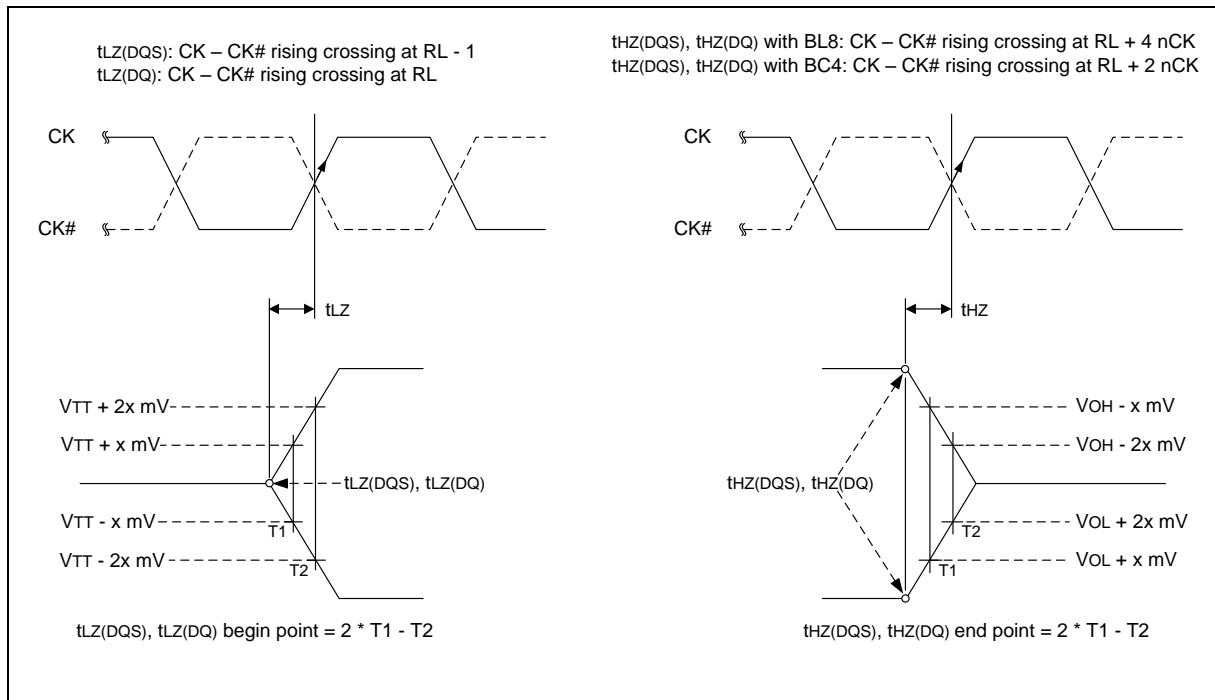 tLZ(DQS): CK – CK# rising crossing at RL - 1
tLZ(DQ): CK – CK# rising crossing at RL
tHZ(DQS), tHZ(DQ) with BL8: CK – CK# rising crossing at RL + 4 nCK
tHZ(DQS), tHZ(DQ) with BC4: CK – CK# rising crossing at RL + 2 nCK
CK
CK#
tLZ
VTT + 2x mV
VTT + x mV
tLZ(DQS), tLZ(DQ)
VTT - x mV
T1
VTT - 2x mV
T2
tLZ(DQS), tLZ(DQ) begin point = 2 * T1 - T2
CK
CK#
tHZ
VOH - x mV
VOH - 2x mV
tHZ(DQS), tHZ(DQ)
T2
VOL + 2x mV
T1
VOL + x mV
tHZ(DQS), tHZ(DQ) end point = 2 * T1 - T2